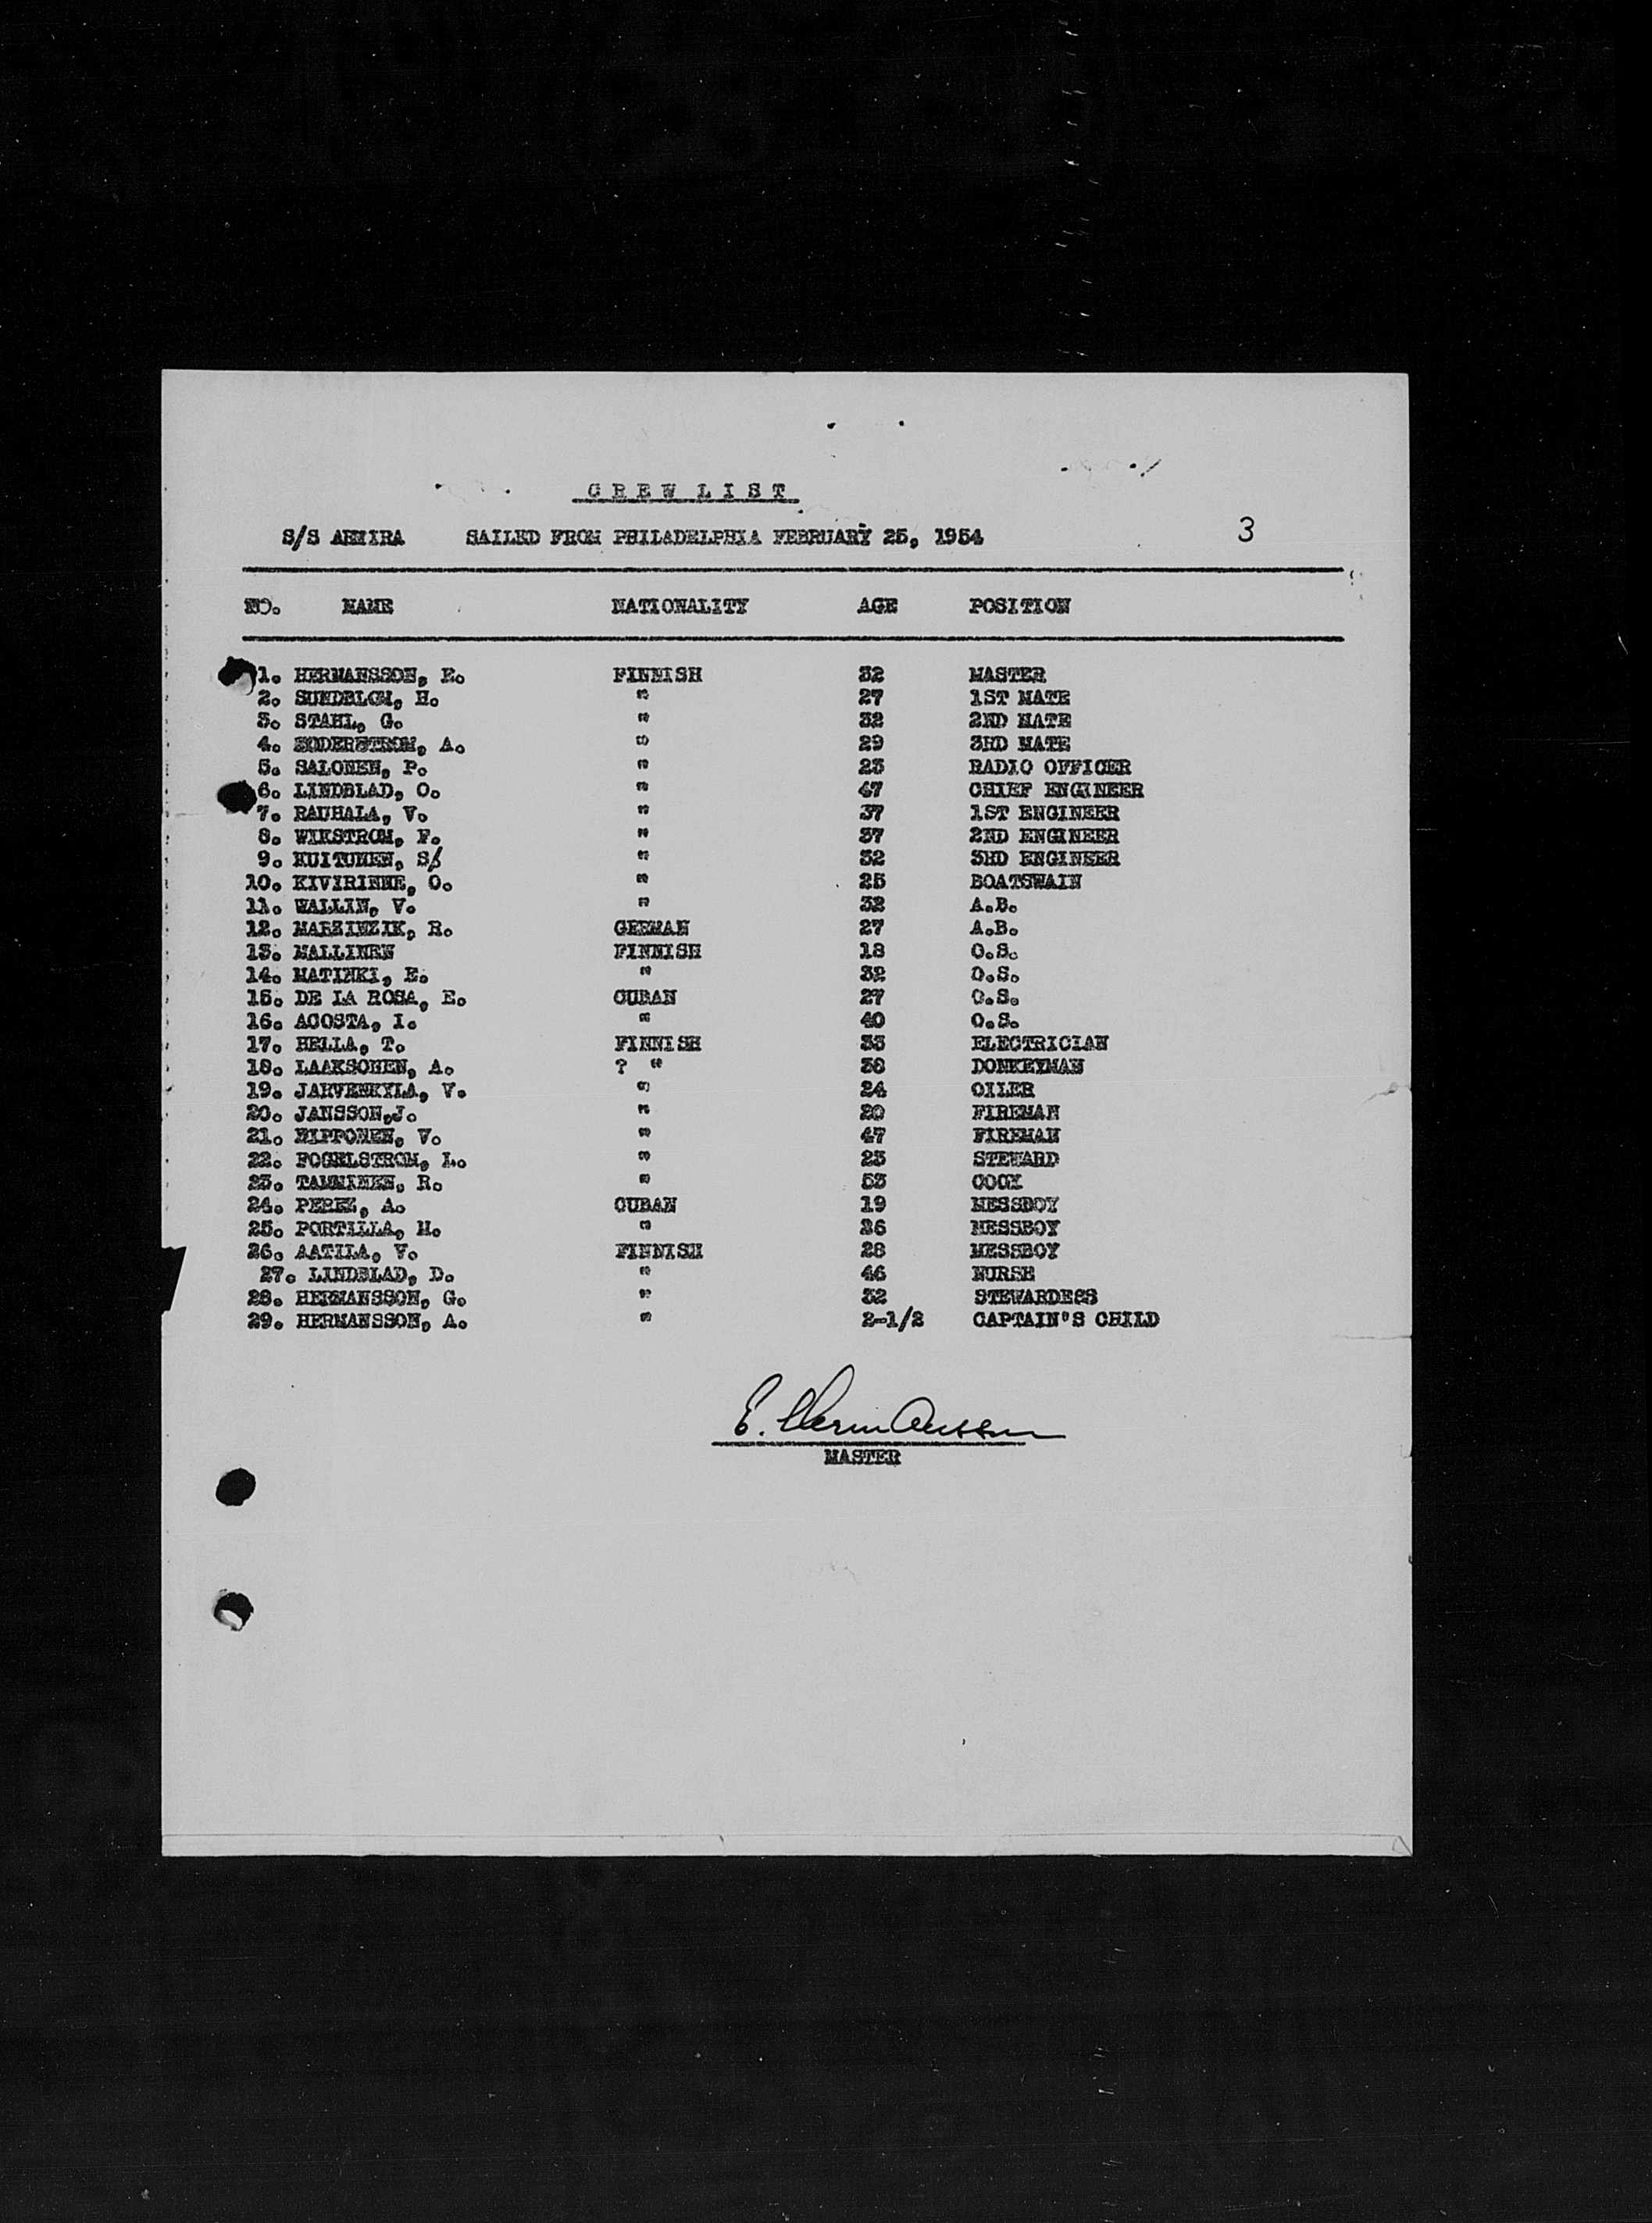 CREW LIST
S/S AMIRA SAILED FROM PHILADELPHIA FEBRUARY 25, 1954 3
NO. NAME NATIONALITY AGE POSITION
1. HERMANSSON, E. FINNISH 32 MASTER
2. SUNDBLOM, H. " 27 1ST MATE
3. STAHL, G. " 32 2ND MATE
4. SODERSTROM, A. " 29 3RD MATE
5. SALONEN, P. " 23 RADIO OFFICER
6. LINDBLAD, O. " 47 CHIEF ENGINEER
7. RAUHALA, V. " 37 1ST ENGINEER
8. WIKSTROM, F. " 37 2ND ENGINEER
9. KUITUNEN, S/ " 32 3RD ENGINEER
10. KIVIRINNE, O. " 25 BOATSWAIN
11. WALLIN, V. " 32 A.B.
12. MARZINZIK, R. GERMAN 27 A.B.
13. MALLINEN FINNISH 18 O.S.
14. MATINKI, E. " 32 O.S.
15. DE LA ROSA, E. CUBAN 27 O.S.
16. ACOSTA, I. " 40 O.S.
17. HELLA, T. FINNISH 33 ELECTRICIAN
18. LAAKSONEN, A. ? " 38 DONKEYMAN
19. JARVENKYLA, V. " 24 OILER
20. JANSSON,J. " 20 FIREMAN
21. NIPPONEN, V. " 47 FIREMAN
22. FOGELSTROM, L. " 23 STEWARD
23. TAMMINEN, R. " 53 COOK
24. PEREZ, A. CUBAN 19 MESSBOY
25. PORTILLA, M. " 26 MESSBOY
26. AATILA, V. FINNISH 28 MESSBOY
27. LINDBLAD, D. " 46 NURSE
28. HERMANSSON, G. " 32 STEWARDESS
29. HERMANSSON, A. " 2-1/2 CAPTAIN'S CHILD
E. Hermansson
MASTER